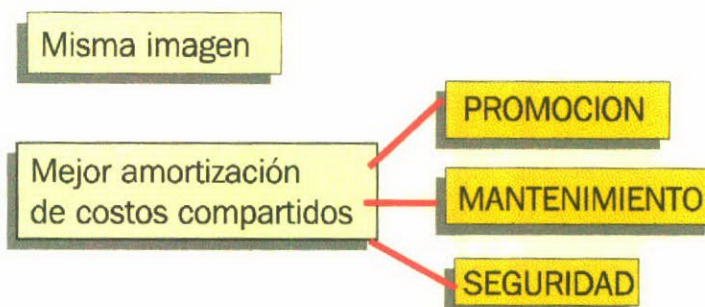 Misma imagen
Mejor amortización
de costos compartidos
PROMOCION
MANTENIMIENTO
SEGURIDAD